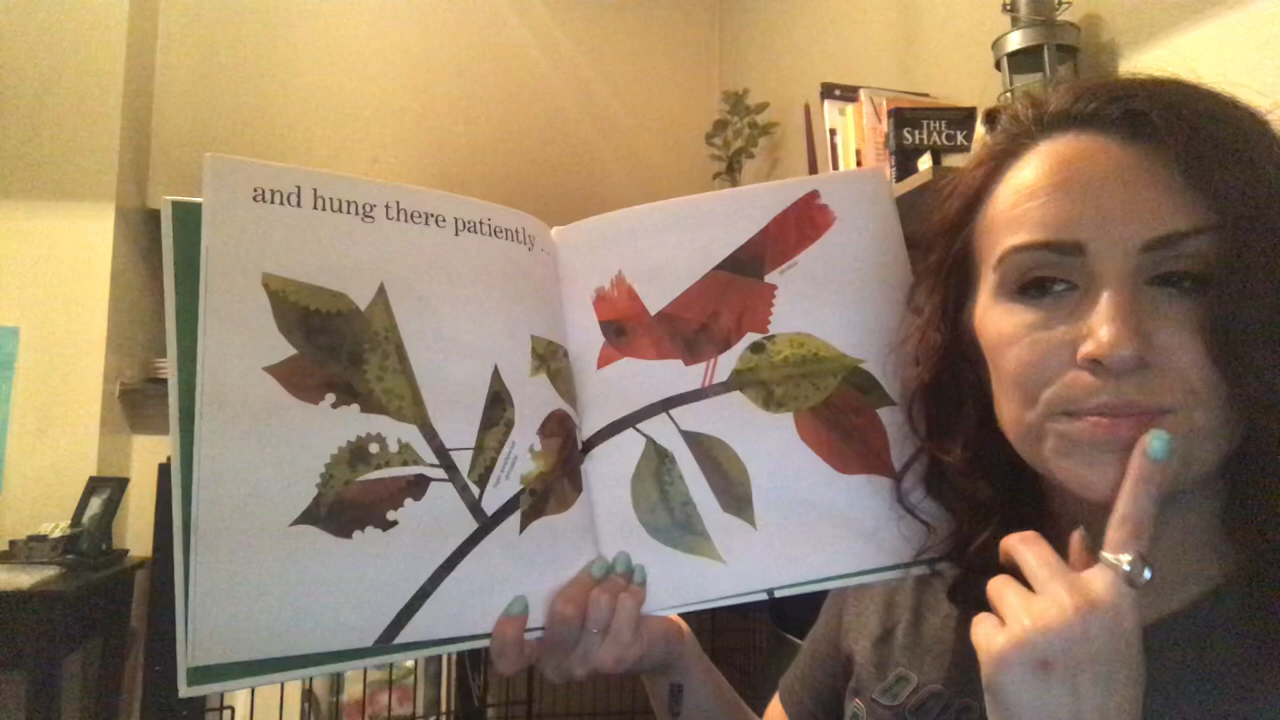 and hung there patiently . . .
THE
SHACK